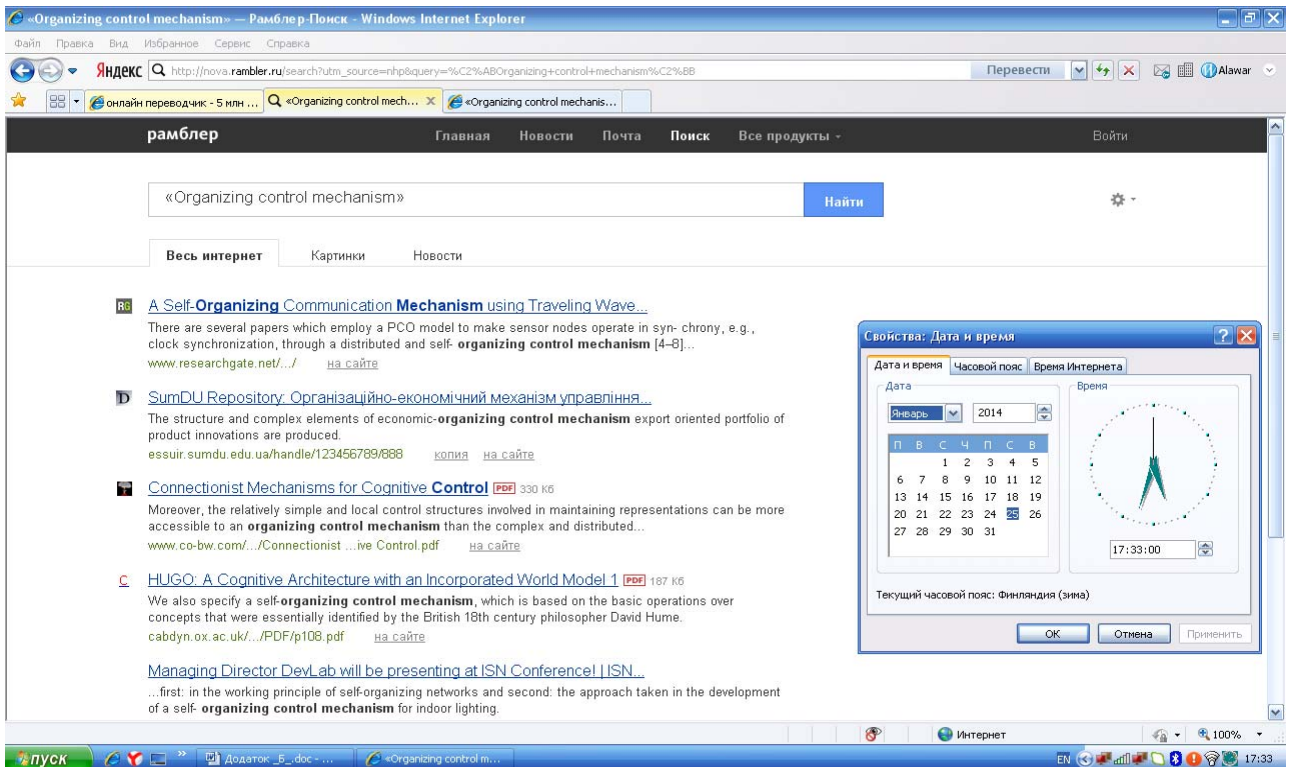 «Organizing control mechanism» — Рамблер-Поиск - Windows Internet Explorer
Файл Правка Вид Избранное Сервис Справка
Яндекс http://nova.rambler.ru/search?utm_source=nhp&query=%C2%ABOrganizing+control+mechanism%C2%BB Перевести Alawar
онлайн переводчик - 5 млн ... «Organizing control mech... X «Organizing control mechanis...
рамблер Главная Новости Почта Поиск Все продукты Войти
«Organizing control mechanism» Найти
Весь интернет Картинки Новости
RG A Self-Organizing Communication Mechanism using Traveling Wave...
There are several papers which employ a PCO model to make sensor nodes operate in syn- chrony, e.g.,
clock synchronization, through a distributed and self- organizing control mechanism [4–8]...
www.researchgate.net/.../ на сайте
D SumDU Repository: Організаційно-економічний механізм управління...
The structure and complex elements of economic-organizing control mechanism export oriented portfolio of
product innovations are produced.
essuir.sumdu.edu.ua/handle/123456789/888 копия на сайте
Connectionist Mechanisms for Cognitive Control PDF 330 Кб
Moreover, the relatively simple and local control structures involved in maintaining representations can be more
accessible to an organizing control mechanism than the complex and distributed...
www.co-bw.com/.../Connectionist ...ive Control.pdf на сайте
C HUGO: A Cognitive Architecture with an Incorporated World Model 1 PDF 187 Кб
We also specify a self-organizing control mechanism, which is based on the basic operations over
concepts that were essentially identified by the British 18th century philosopher David Hume.
cabdyn.ox.ac.uk/.../PDF/p108.pdf на сайте
Managing Director DevLab will be presenting at ISN Conference! | ISN...
...first: in the working principle of self-organizing networks and second: the approach taken in the development
of a self- organizing control mechanism for indoor lighting.
Свойства: Дата и время
Дата и время Часовой пояс Время Интернета
Дата Время
Январь 2014
П В С Ч П С В
1 2 3 4 5
6 7 8 9 10 11 12
13 14 15 16 17 18 19
20 21 22 23 24 25 26
27 28 29 30 31
17:33:00
Текущий часовой пояс: Финляндия (зима)
ОК Отмена Применить
Интернет 100%
пуск Додаток _Б_.doc - ... «Organizing control m... EN 17:33